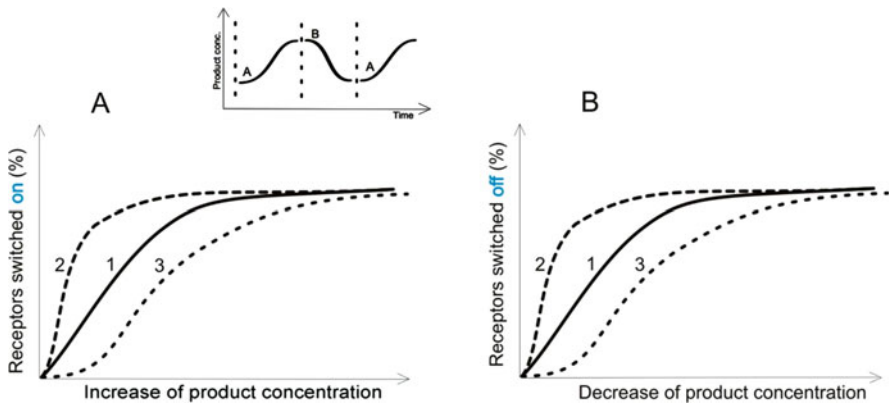 Product conc.
A
B
A
Time
A
Receptors switched on (%)
2
1
3
Increase of product concentration
B
Receptors switched off (%)
2
1
3
Decrease of product concentration